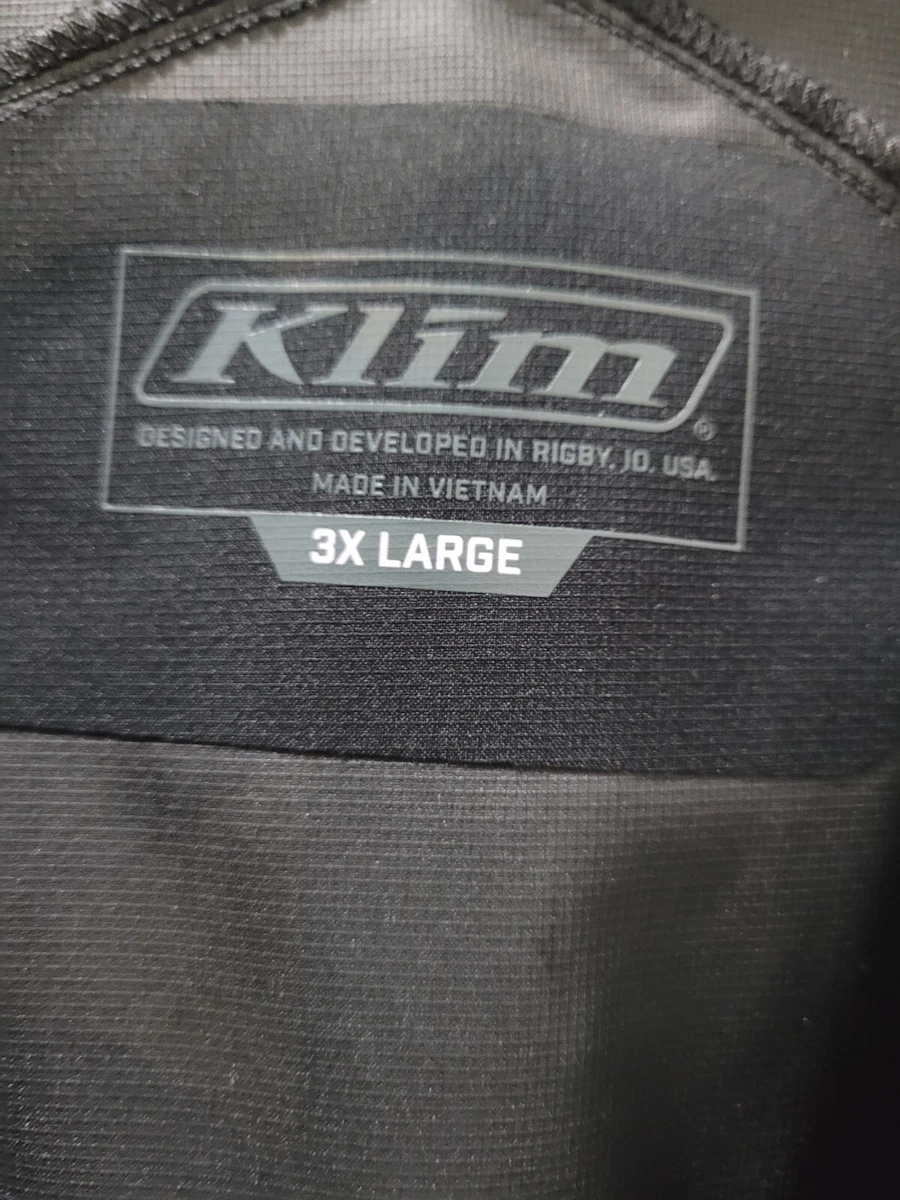 Klim®
DESIGNED AND DEVELOPED IN RIGBY, ID. USA.
MADE IN VIETNAM
3X LARGE